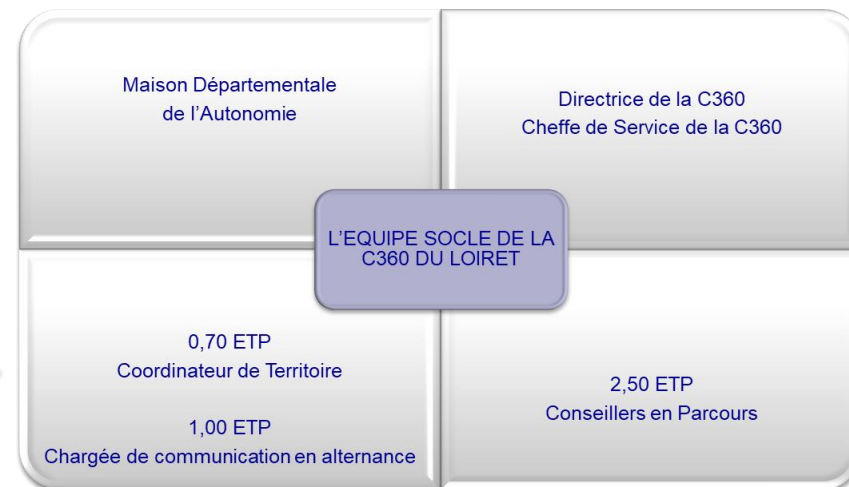 Maison Départementale
de l’Autonomie
Directrice de la C360
Cheffe de Service de la C360
L’EQUIPE SOCLE DE LA
C360 DU LOIRET
0,70 ETP
Coordinateur de Territoire
1,00 ETP
Chargée de communication en alternance
2,50 ETP
Conseillers en Parcours